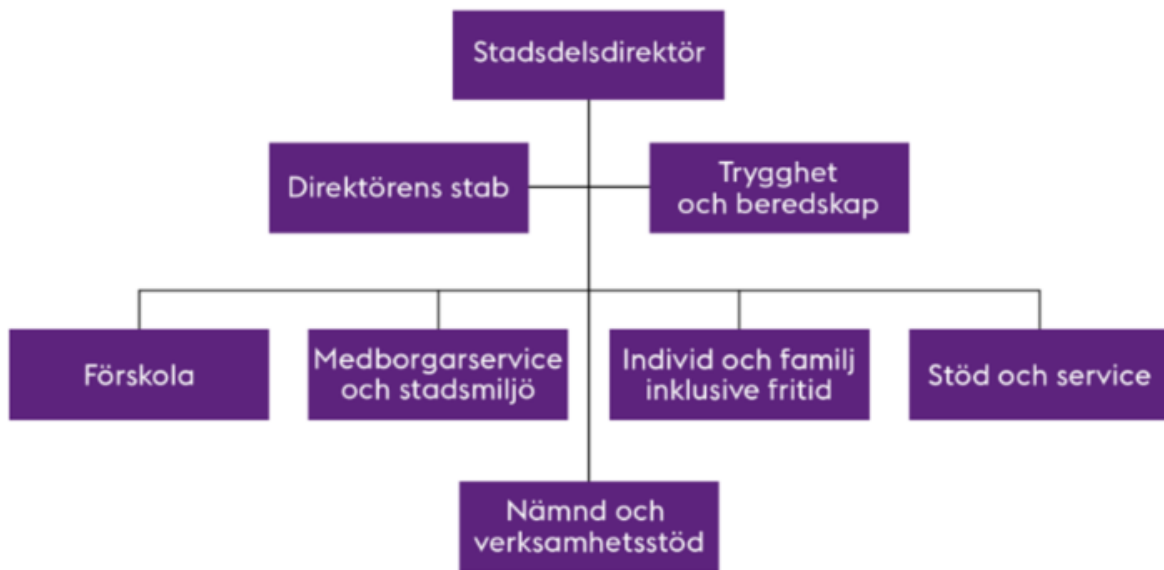 Stadsdelsdirektör
Direktörens stab
Trygghet
och beredskap
Förskola
Medborgarservice
och stadsmiljö
Individ och familj
inklusive fritid
Stöd och service
Nämnd och
verksamhetsstöd